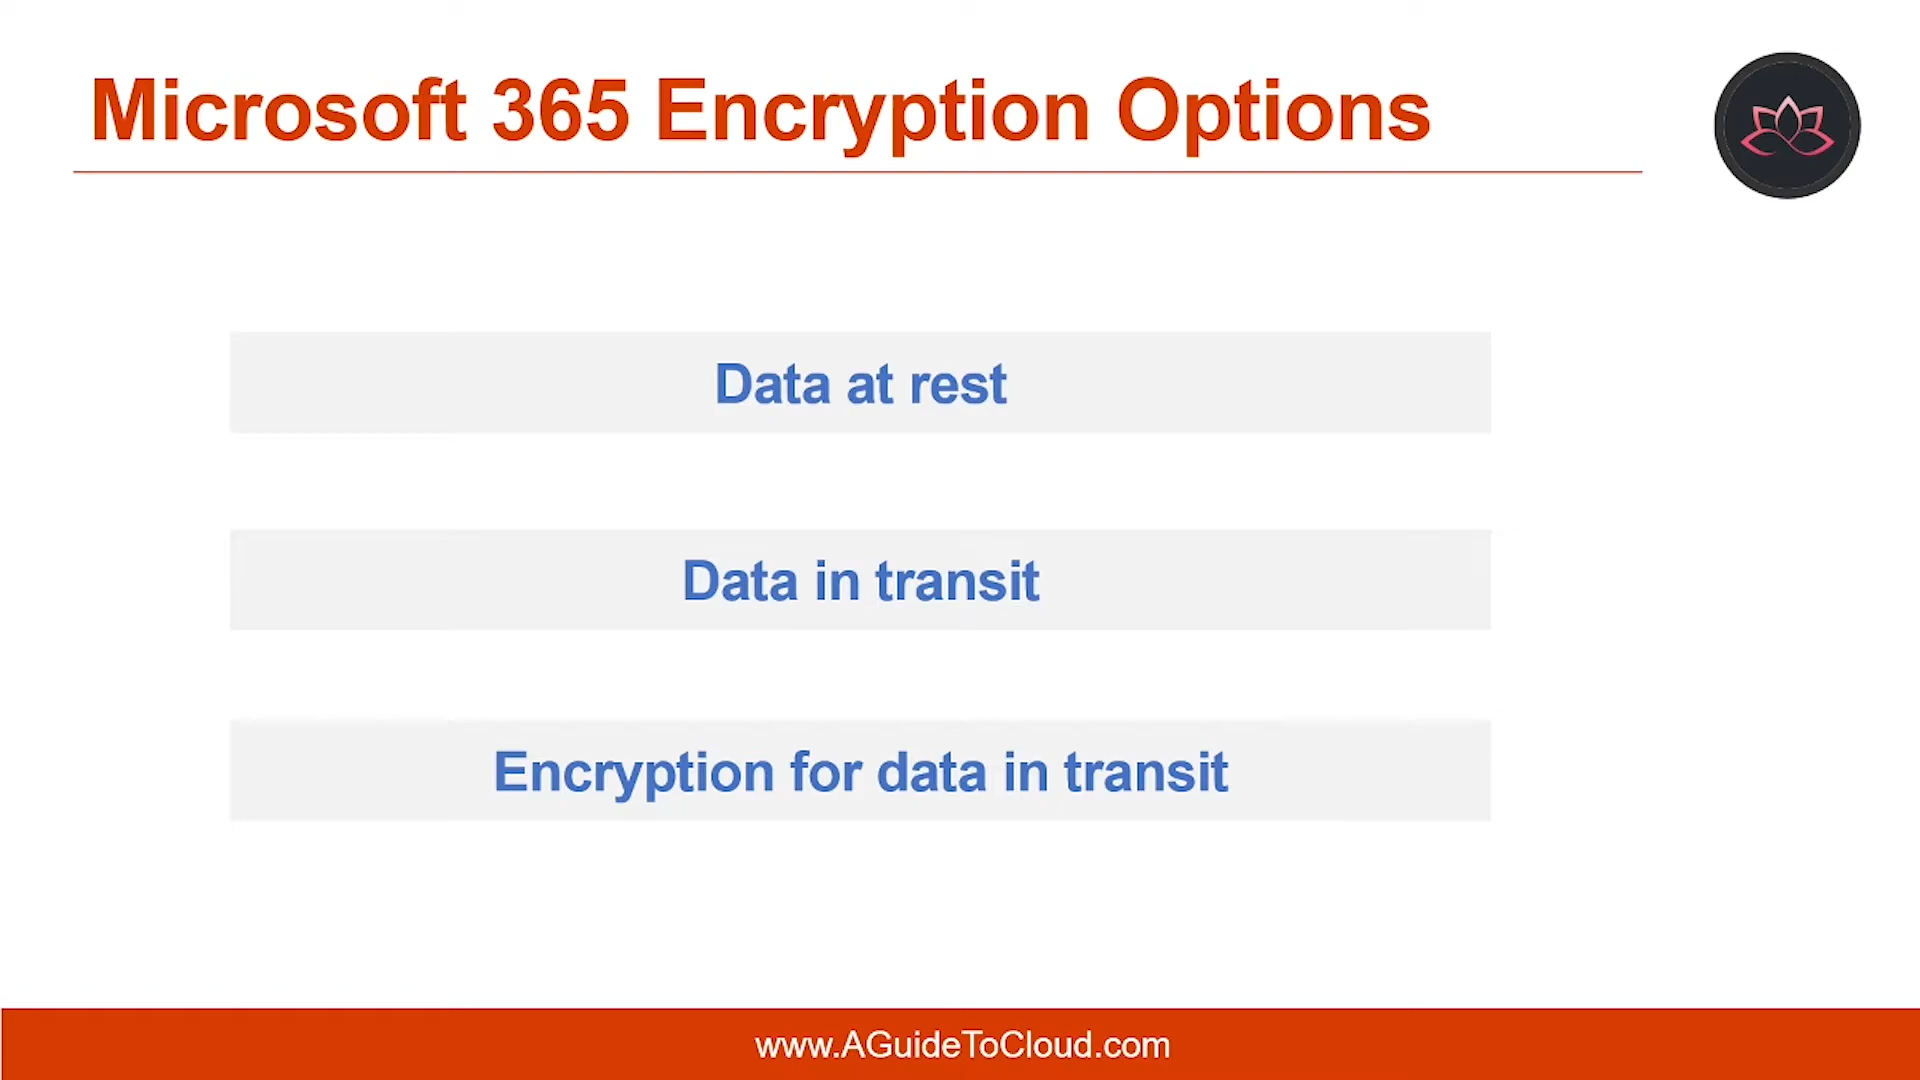 Microsoft 365 Encryption Options
Data at rest
Data in transit
Encryption for data in transit
www.AGuideToCloud.com